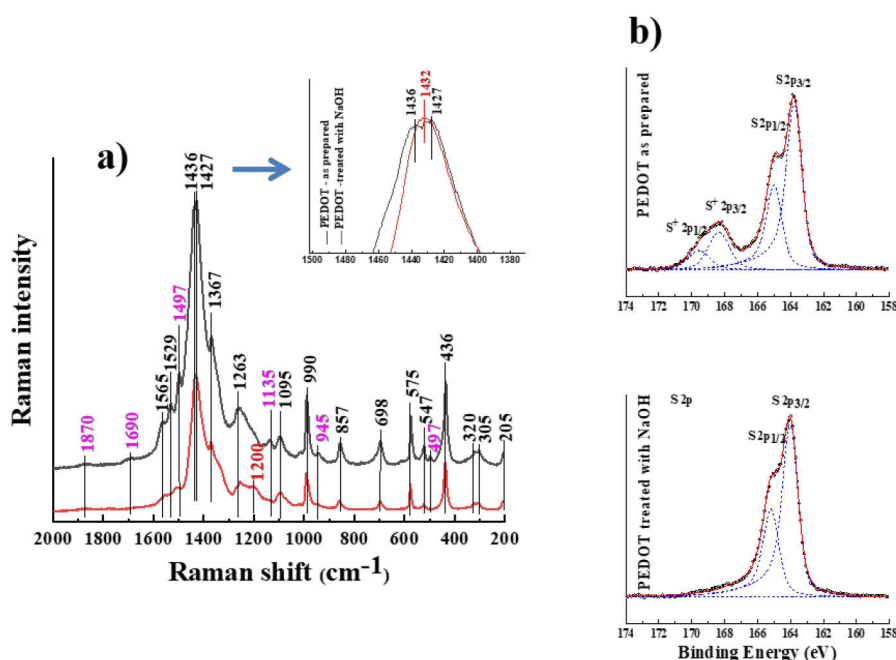 a)
Raman intensity
1870
1690
1565
1529
1497
1436
1427
1367
1263
1200
1135
1095
990
945
857
698
575
547
497
436
320
305
205
2000 1800 1600 1400 1200 1000 800 600 400 200
Raman shift (cm-1)
1436
1432
1427
PEDOT - as prepared
PEDOT -treated with NaOH
1500 1480 1460 1440 1420 1400 1380
b)
PEDOT as prepared
S2p3/2
S2p1/2
S+ 2p3/2
S+ 2p1/2
174 172 170 168 166 164 162 160 158
PEDOT treated with NaOH
S2p
S2p3/2
S2p1/2
174 172 170 168 166 164 162 160 158
Binding Energy (eV)